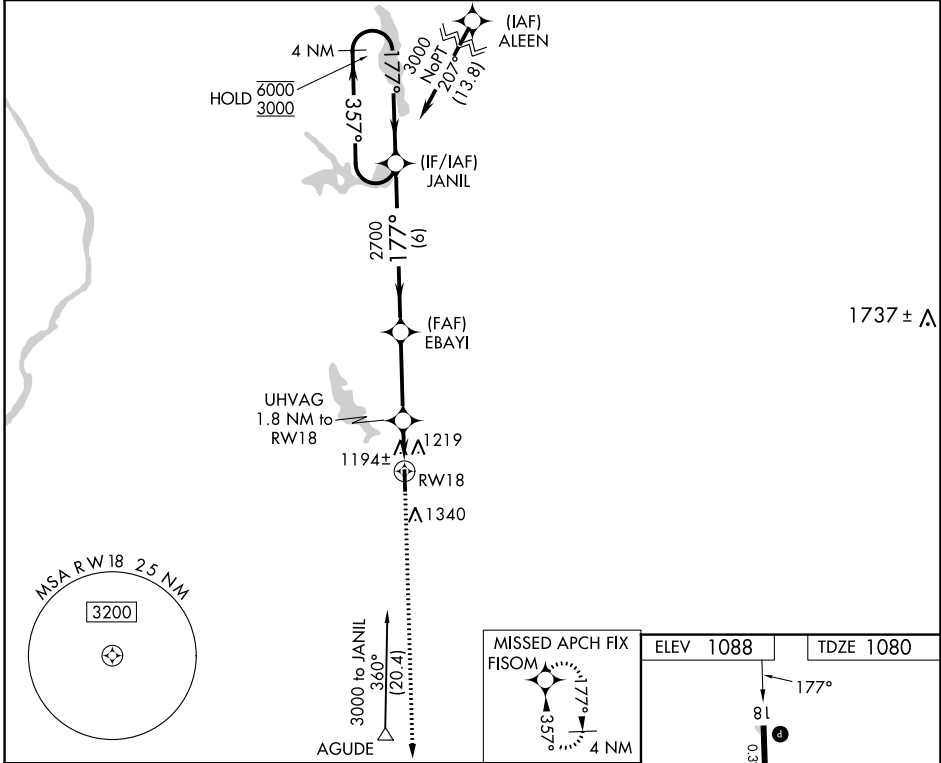 (IAF)
ALEEN
4 NM
3000
NoPT
207°
(13.8)
HOLD 6000
3000
177°
357°
(IF/IAF)
JANIL
2700
177°
(6)
(FAF)
EBAYI
1737 ±
UHVAG
1.8 NM to
RW18
1219
1194±
RW18
1340
MSA RW18 25 NM
3200
3000 to JANIL
360°
(20.4)
AGUDE
MISSED APCH FIX
FISOM
177°
357°
4 NM
ELEV 1088
TDZE 1080
177°
18
P
0.3